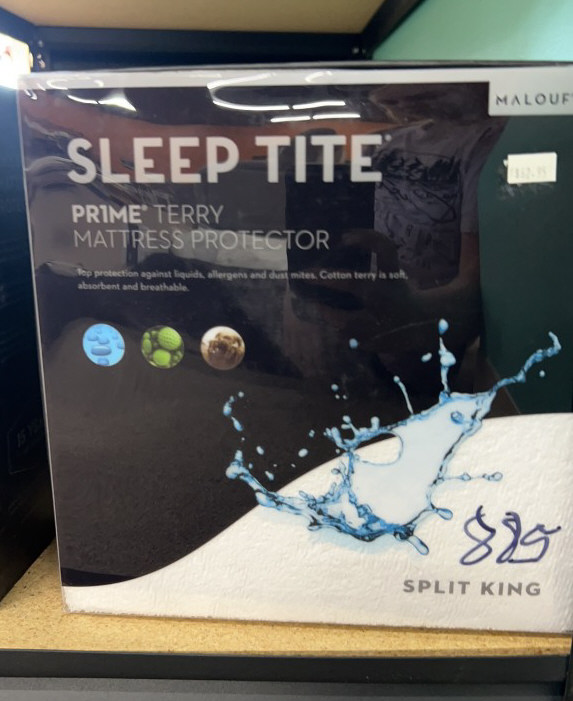 MALOUF
SLEEP TITE
PR1ME® TERRY
MATTRESS PROTECTOR
Top protection against liquids, allergens and dust mites. Cotton terry is soft,
absorbent and breathable.
SPLIT KING